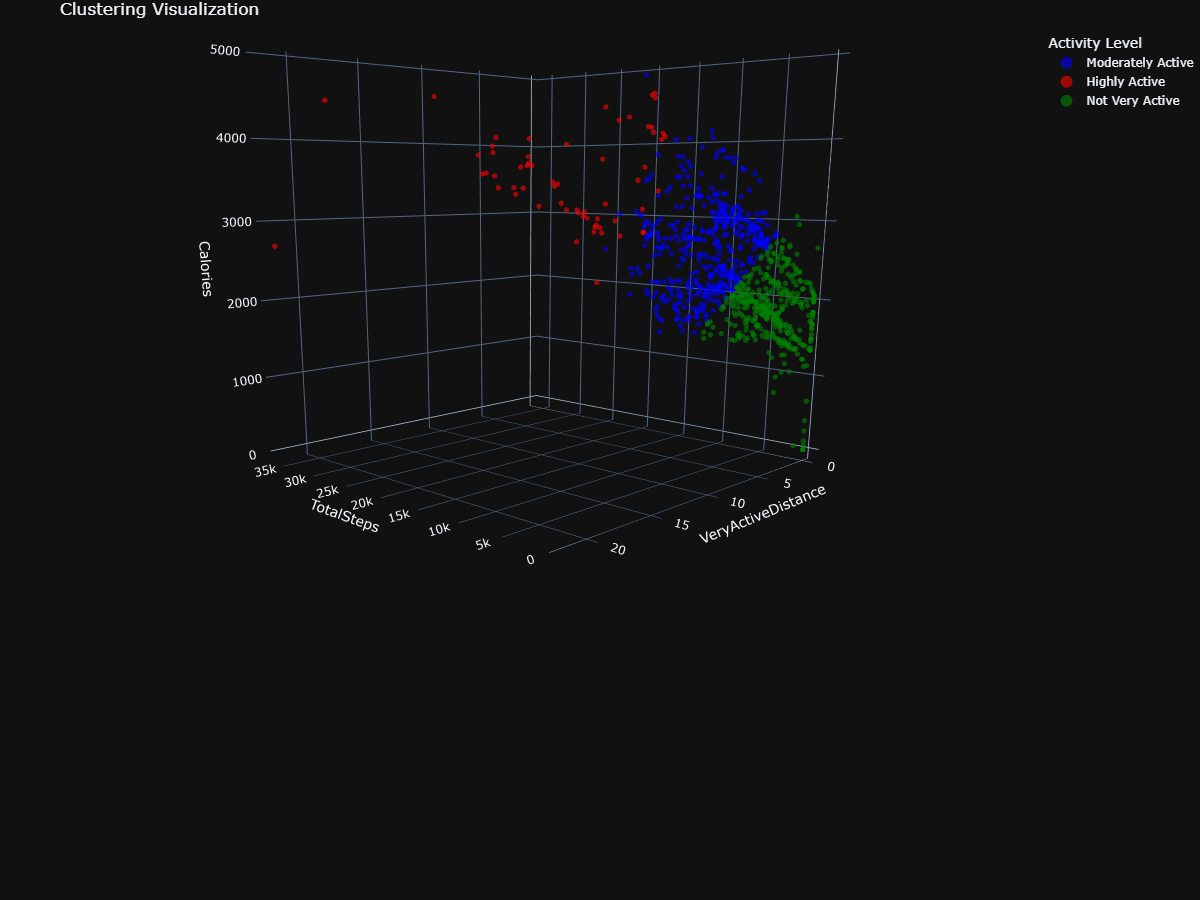 Clustering Visualization
Activity Level
Moderately Active
Highly Active
Not Very Active
5000
4000
3000
2000
1000
0
Calories
35k
30k
25k
20k
15k
10k
5k
0
TotalSteps
0
5
10
15
20
VeryActiveDistance